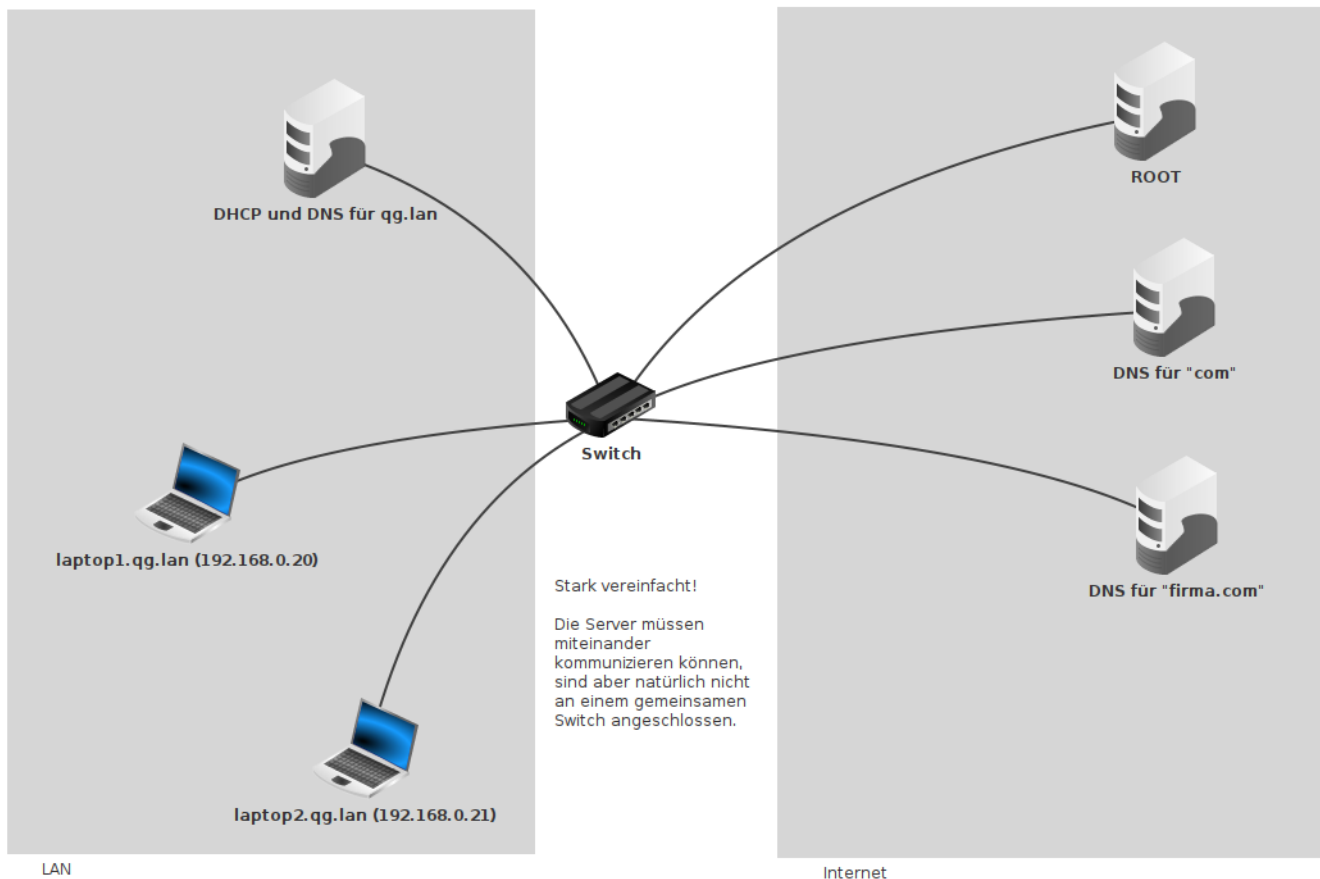 ROOT
DHCP und DNS für qg.lan
DNS für "com"
Switch
laptop1.qg.lan (192.168.0.20)
DNS für "firma.com"
Stark vereinfacht!
Die Server müssen
miteinander
kommunizieren können,
sind aber natürlich nicht
an einem gemeinsamen
Switch angeschlossen.
laptop2.qg.lan (192.168.0.21)
LAN
Internet